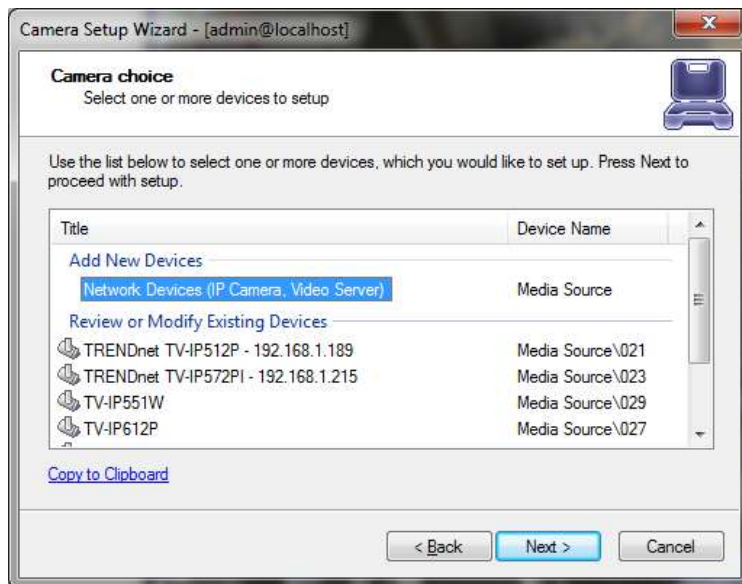 Camera Setup Wizard - [admin@localhost]
Camera choice
Select one or more devices to setup
Use the list below to select one or more devices, which you would like to set up. Press Next to
proceed with setup.
Title Device Name
Add New Devices
Network Devices (IP Camera, Video Server) Media Source
Review or Modify Existing Devices
TRENDnet TV-IP512P - 192.168.1.189 Media Source\021
TRENDnet TV-IP572PI - 192.168.1.215 Media Source\023
TV-IP551W Media Source\029
TV-IP612P Media Source\027
Copy to Clipboard
< Back Next > Cancel